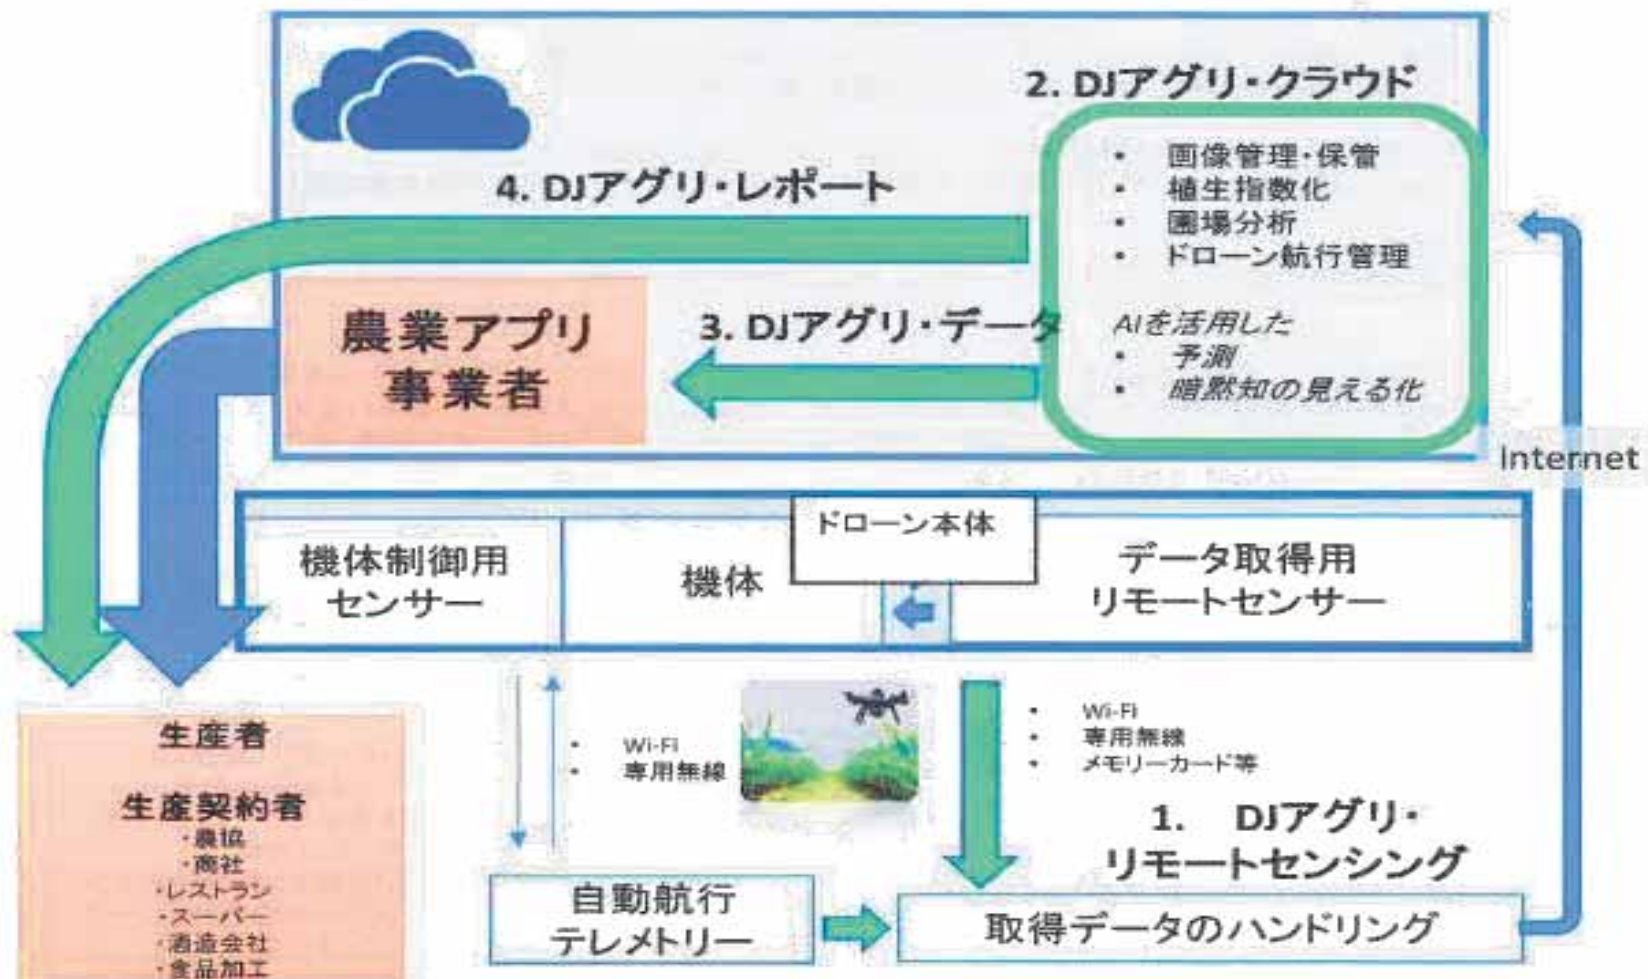 2. DJアグリ・クラウド
・ 画像管理・保管
・ 植生指数化
・ 圃場分析
・ ドローン航行管理
AIを活用した
・ 予測
・ 暗黙知の見える化
4. DJアグリ・レポート
3. DJアグリ・データ
農業アプリ
事業者
Internet
ドローン本体
機体制御用
センサー
機体
データ取得用
リモートセンサー
・ Wi-Fi
・ 専用無線
・ Wi-Fi
・ 専用無線
・ メモリーカード等
1. DJアグリ・
リモートセンシング
自動航行
テレメトリー
取得データのハンドリング
生産者
生産契約者
・農協
・商社
・レストラン
・スーパー
・酒造会社
・食品加工